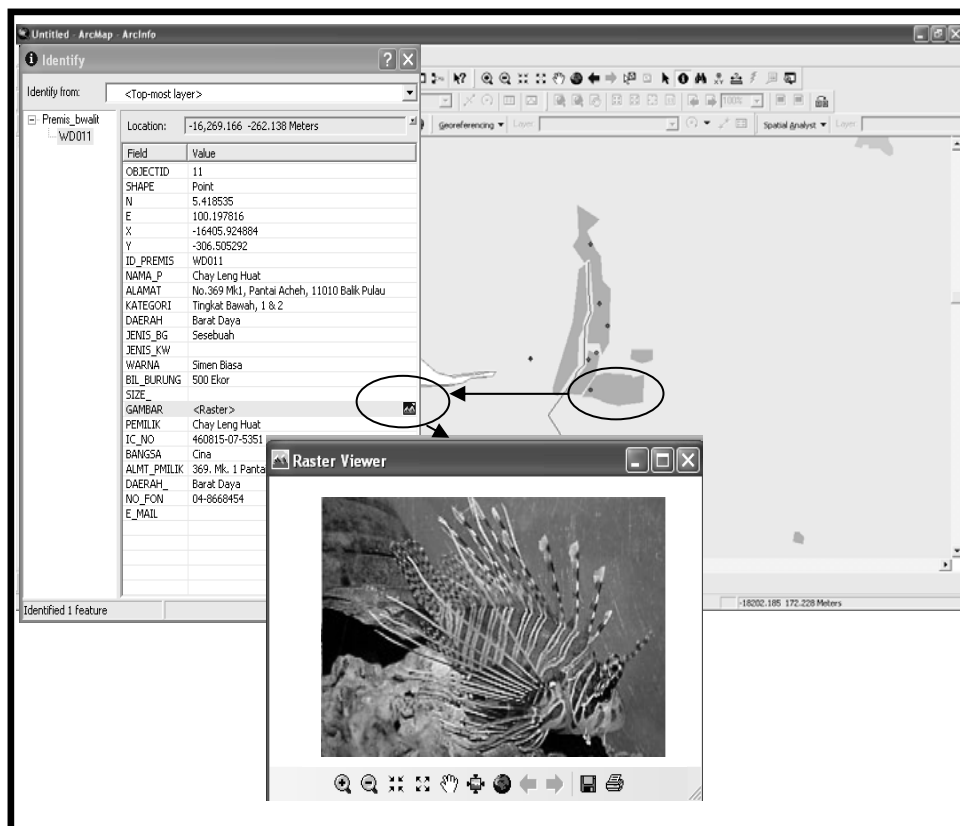 Untitled - ArcMap - ArcInfo
Identify
Identify from: <Top-most layer>
Premis_bwalit
WD011
Location: -16,269.166 -262.138 Meters
Field Value
OBJECTID 11
SHAPE Point
N 5.418535
E 100.197816
X -16405.924884
Y -306.505292
ID_PREMIS WD011
NAMA_P Chay Leng Huat
ALAMAT No.369 Mk1, Pantai Acheh, 11010 Balik Pulau
KATEGORI Tingkat Bawah, 1 & 2
DAERAH Barat Daya
JENIS_BG Sesebuah
JENIS_KW
WARNA Simen Biasa
BIL_BURUNG 500 Ekor
SIZE_
GAMBAR <Raster>
PEMILIK Chay Leng Huat
IC_NO 460815-07-5351
BANGSA Cina
ALMT_PMILIK 369. Mk. 1 Panta
DAERAH_ Barat Daya
NO_FON 04-8668454
E_MAIL
Identified 1 feature
100%
Georeferencing Layer:
Spatial Analyst Layer:
-18202.185 172.228 Meters
Raster Viewer